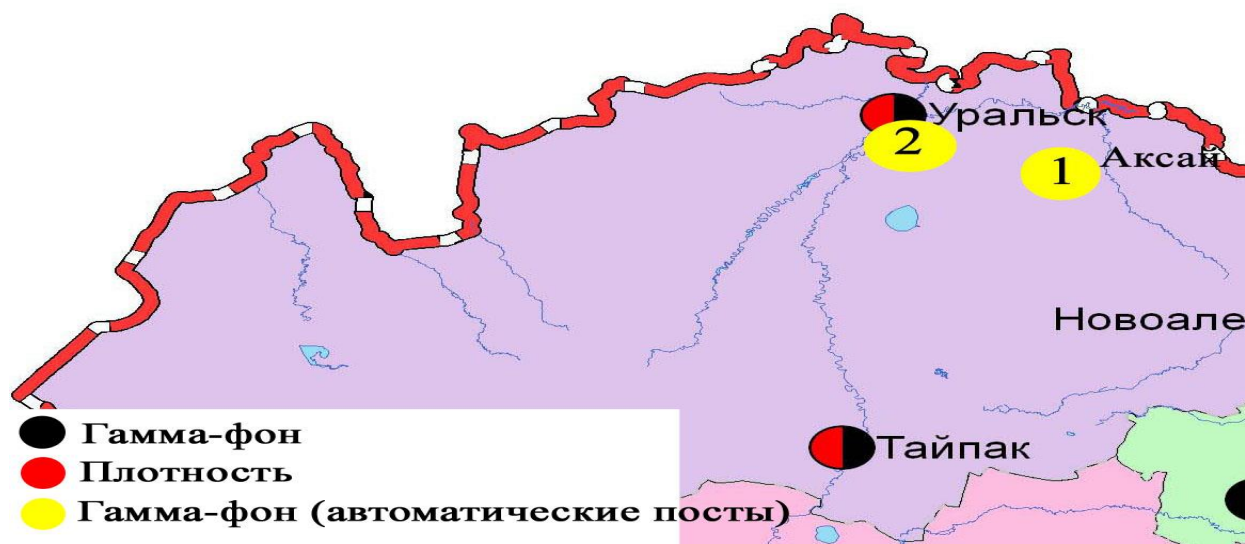 Уральск
2
1
Аксай
Новоале
Тайпак
Гамма-фон
Плотность
Гамма-фон (автоматические посты)